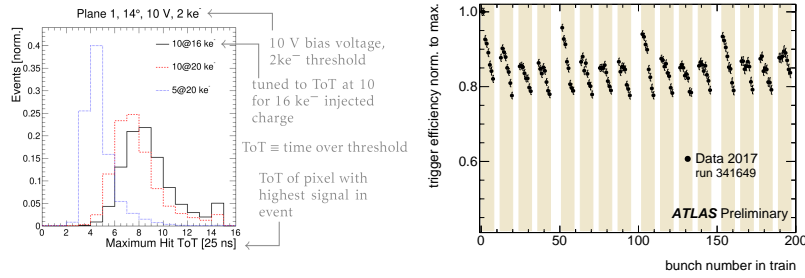 Plane 1, 14°, 10 V, 2 ke⁻
Events [norm.]
0.4
0.35
0.3
0.25
0.2
0.15
0.1
0.05
0
10@16 ke⁻
10@20 ke⁻
5@20 ke⁻
0 2 4 6 8 10 12 14 16
Maximum Hit ToT [25 ns]
10 V bias voltage,
2ke⁻ threshold
tuned to ToT at 10
for 16 ke⁻ injected
charge
ToT ≡ time over threshold
ToT of pixel with
highest signal in
event
trigger efficiency norm. to max.
1.0
0.8
0.6
Data 2017
run 341649
ATLAS Preliminary
0 50 100 150 200
bunch number in train